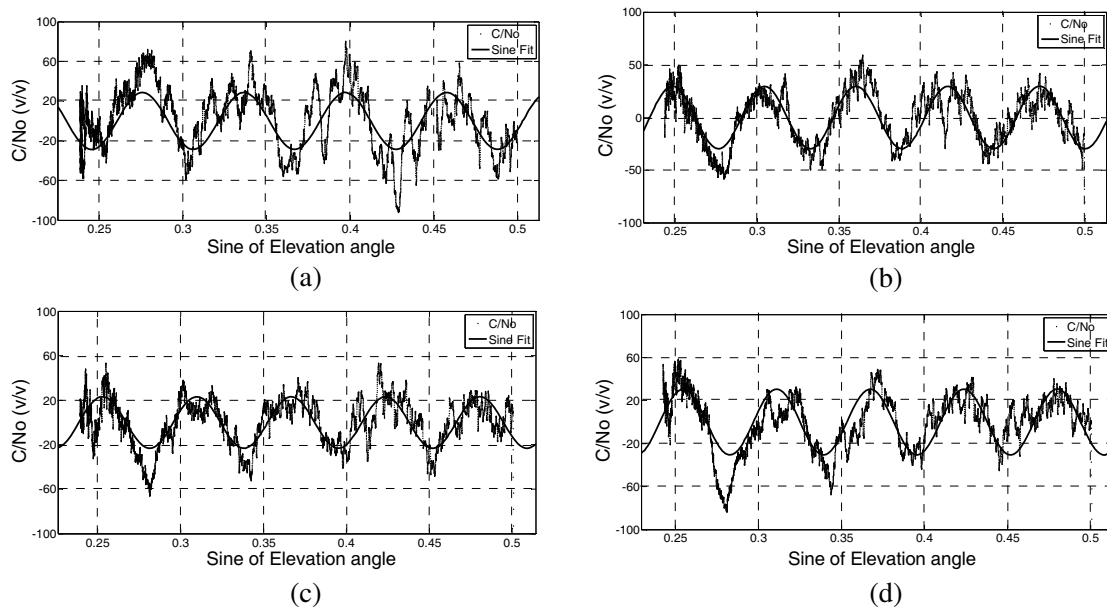 100
60
20
-20
-60
-100
C/No (v/v)
C/No
Sine Fit
0.25 0.3 0.35 0.4 0.45 0.5
Sine of Elevation angle
(a)
100
50
0
-50
-100
C/No (v/v)
C/No
Sine Fit
0.25 0.3 0.35 0.4 0.45 0.5
Sine of Elevation angle
(b)
100
60
20
-20
-60
-100
C/No (v/v)
C/No
Sine Fit
0.25 0.3 0.35 0.4 0.45 0.5
Sine of Elevation angle
(c)
100
60
20
-20
-60
-100
C/No (v/v)
C/No
Sine Fit
0.25 0.3 0.35 0.4 0.45 0.5
Sine of Elevation angle
(d)